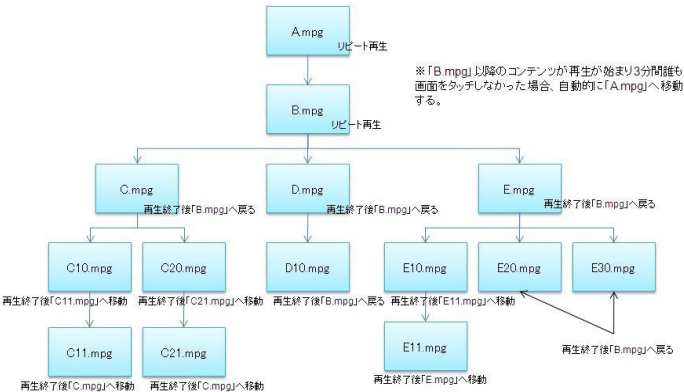 A.mpg
リピート再生
※「B.mpg」以降のコンテンツが再生が始まり3分間誰も
画面をタッチしなかった場合、自動的に「A.mpg」へ移動
する。
B.mpg
リピート再生
C.mpg
再生終了後「B.mpg」へ戻る
D.mpg
再生終了後「B.mpg」へ戻る
E.mpg
再生終了後「B.mpg」へ戻る
C10.mpg
C20.mpg
D10.mpg
E10.mpg
E20.mpg
E30.mpg
再生終了後「C11.mpg」へ移動
再生終了後「C21.mpg」へ移動
再生終了後「B.mpg」へ戻る
再生終了後「E11.mpg」へ移動
C11.mpg
C21.mpg
E11.mpg
再生終了後「B.mpg」へ戻る
再生終了後「C.mpg」へ移動
再生終了後「C.mpg」へ移動
再生終了後「E.mpg」へ移動